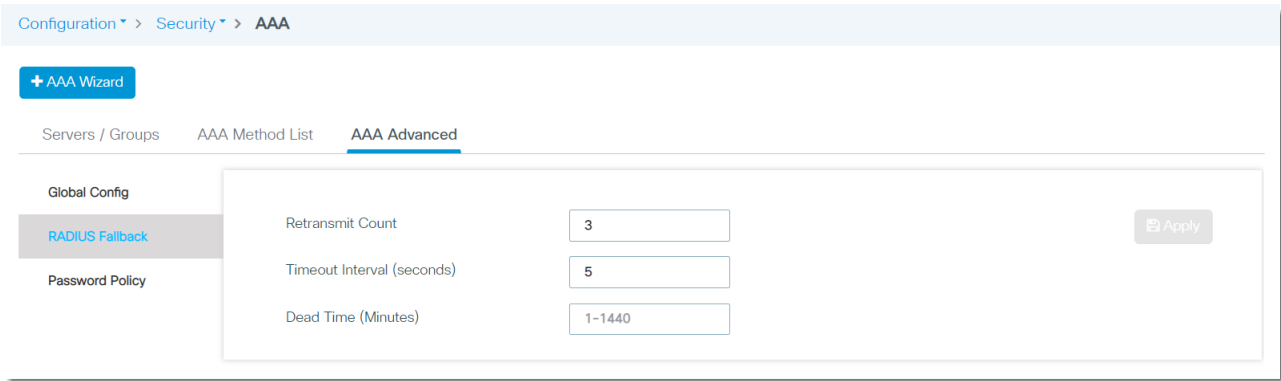 Configuration > Security > AAA
+ AAA Wizard
Servers / Groups AAA Method List AAA Advanced
Global Config
RADIUS Fallback
Password Policy
Retransmit Count 3
Apply
Timeout Interval (seconds) 5
Dead Time (Minutes) 1-1440